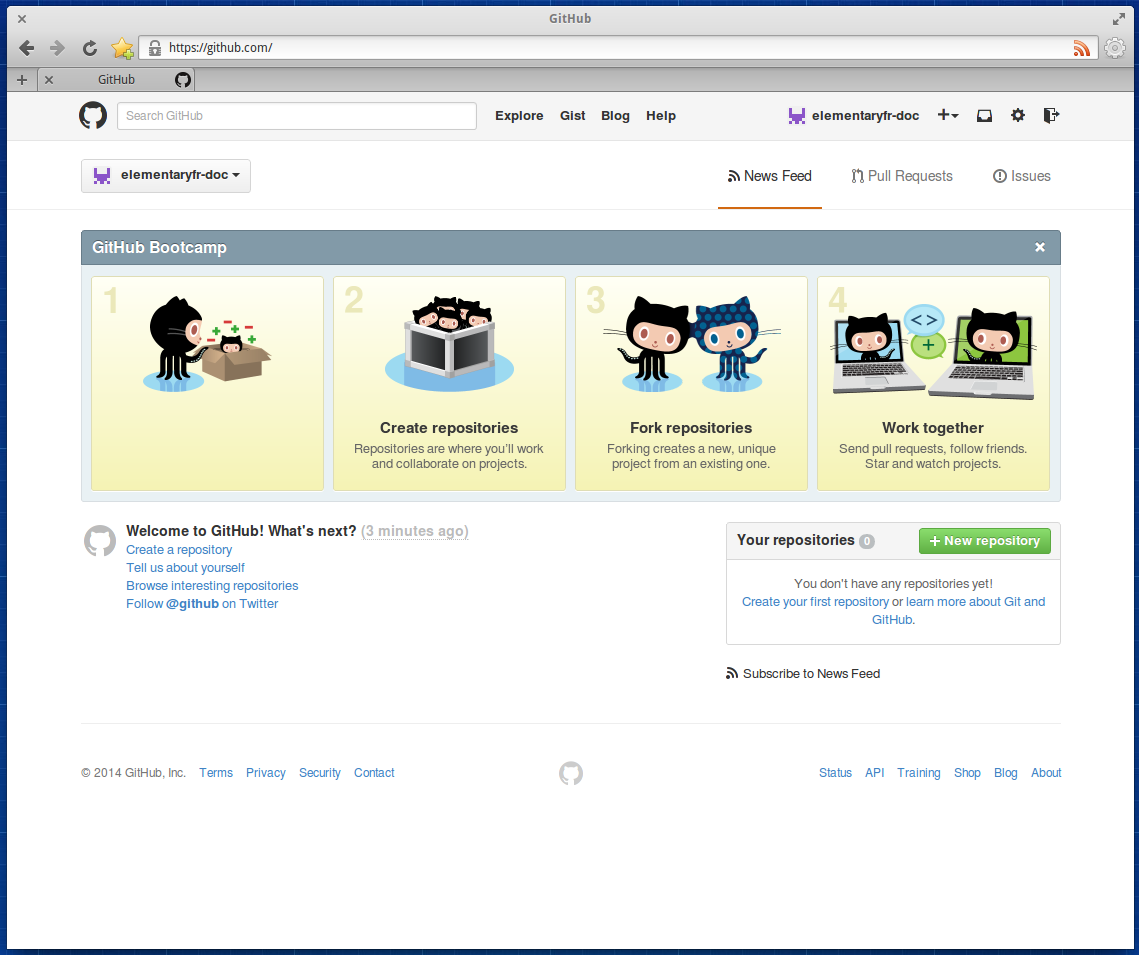 GitHub
https://github.com/
GitHub
Search GitHub
Explore Gist Blog Help
elementaryfr-doc
elementaryfr-doc
News Feed Pull Requests Issues
GitHub Bootcamp
1
2
Create repositories
Repositories are where you'll work
and collaborate on projects.
3
Fork repositories
Forking creates a new, unique
project from an existing one.
4
Work together
Send pull requests, follow friends.
Star and watch projects.
Welcome to GitHub! What's next? (3 minutes ago)
Create a repository
Tell us about yourself
Browse interesting repositories
Follow @github on Twitter
Your repositories 0
New repository
You don't have any repositories yet!
Create your first repository or learn more about Git and
GitHub.
Subscribe to News Feed
© 2014 GitHub, Inc. Terms Privacy Security Contact
Status API Training Shop Blog About